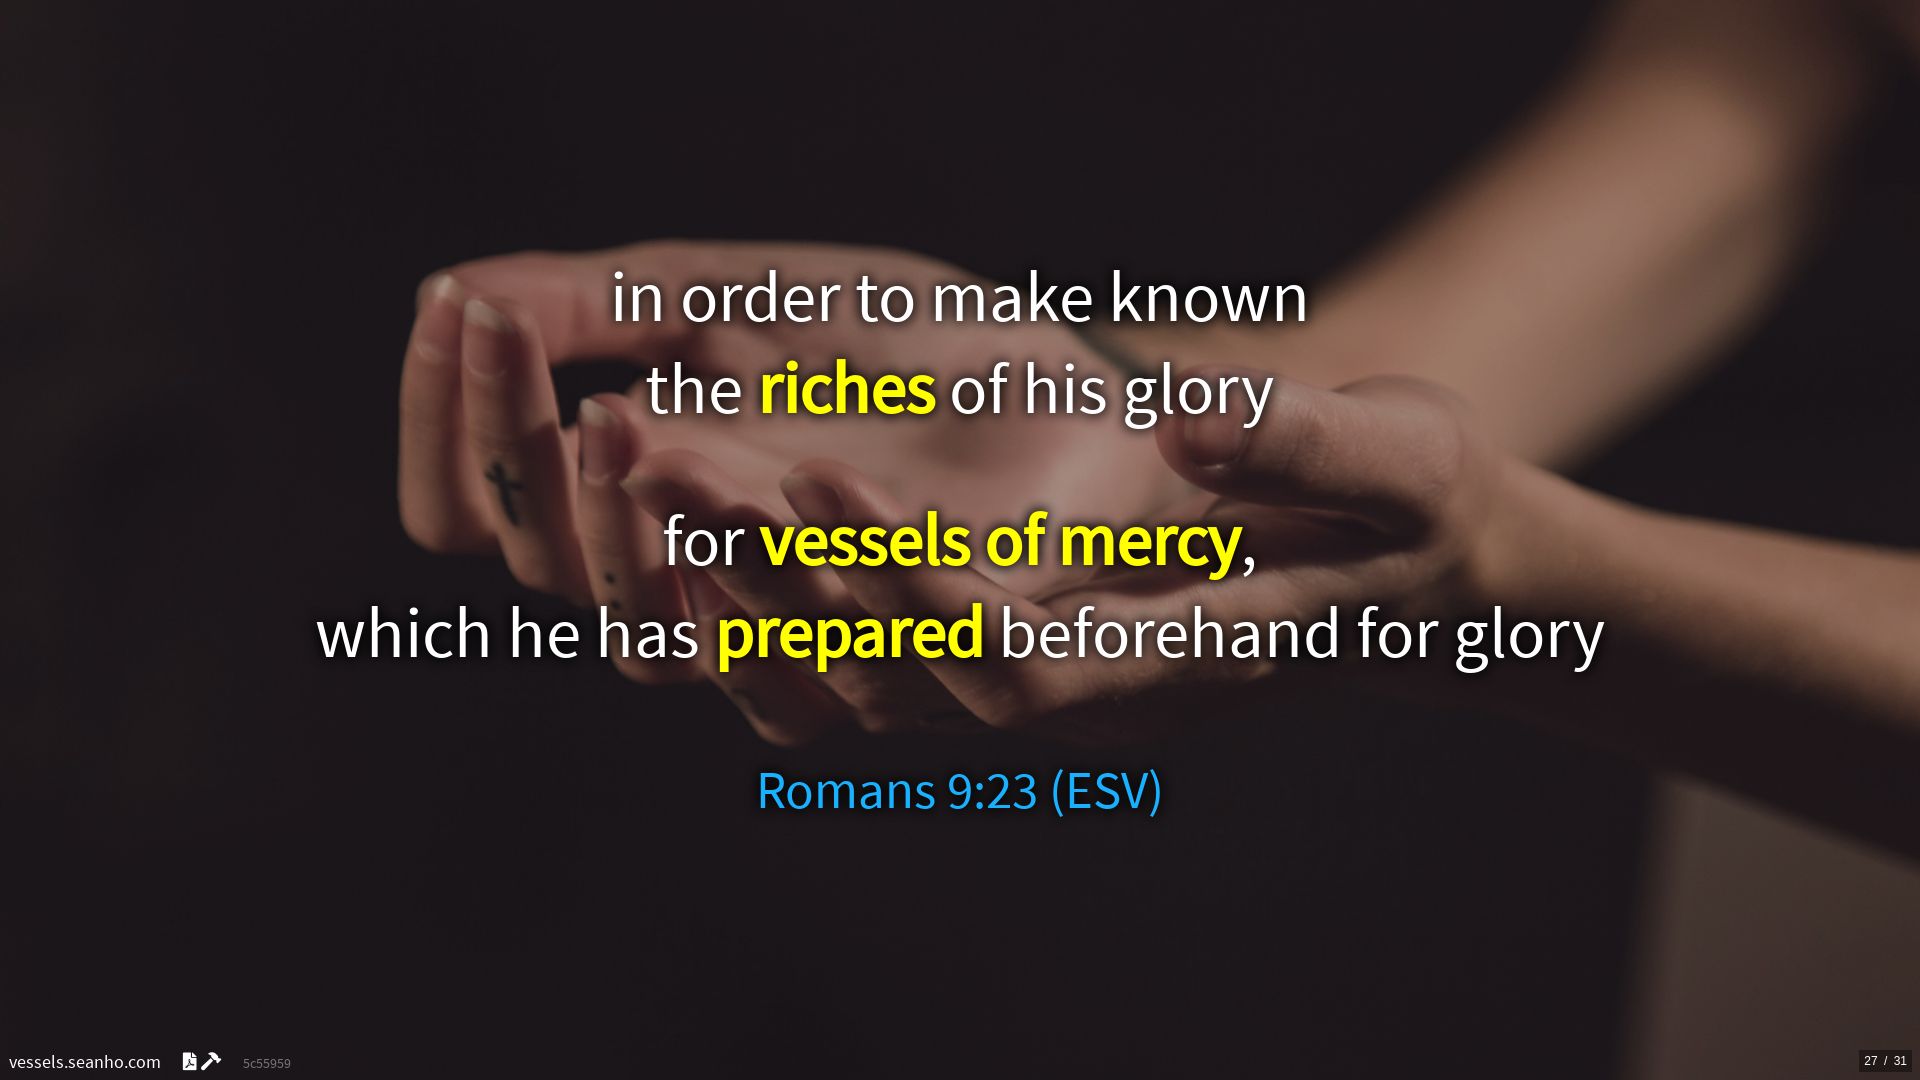 in order to make known
the riches of his glory
for vessels of mercy,
which he has prepared beforehand for glory
Romans 9:23 (ESV)
vessels.seanho.com 5c55959
27 / 31